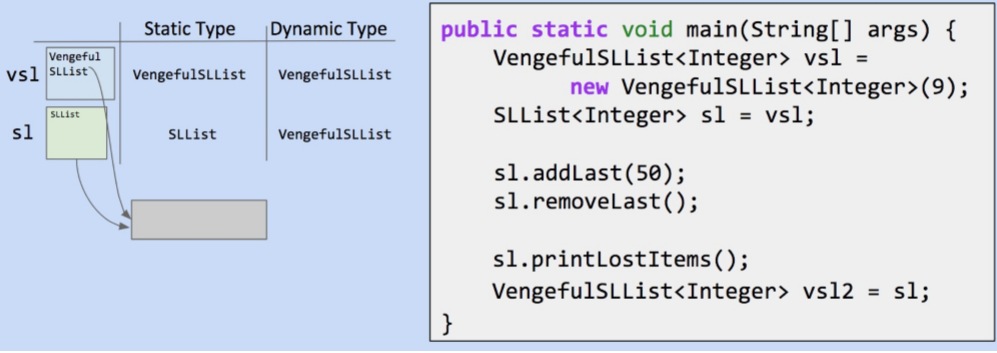 Static Type Dynamic Type
vsl Vengeful SLList VengefulSLList VengefulSLList
sl SLList SLList VengefulSLList
public static void main(String[] args) {
    VengefulSLList<Integer> vsl =
        new VengefulSLList<Integer>(9);
    SLList<Integer> sl = vsl;
    sl.addLast(50);
    sl.removeLast();
    sl.printLostItems();
    VengefulSLList<Integer> vsl2 = sl;
}